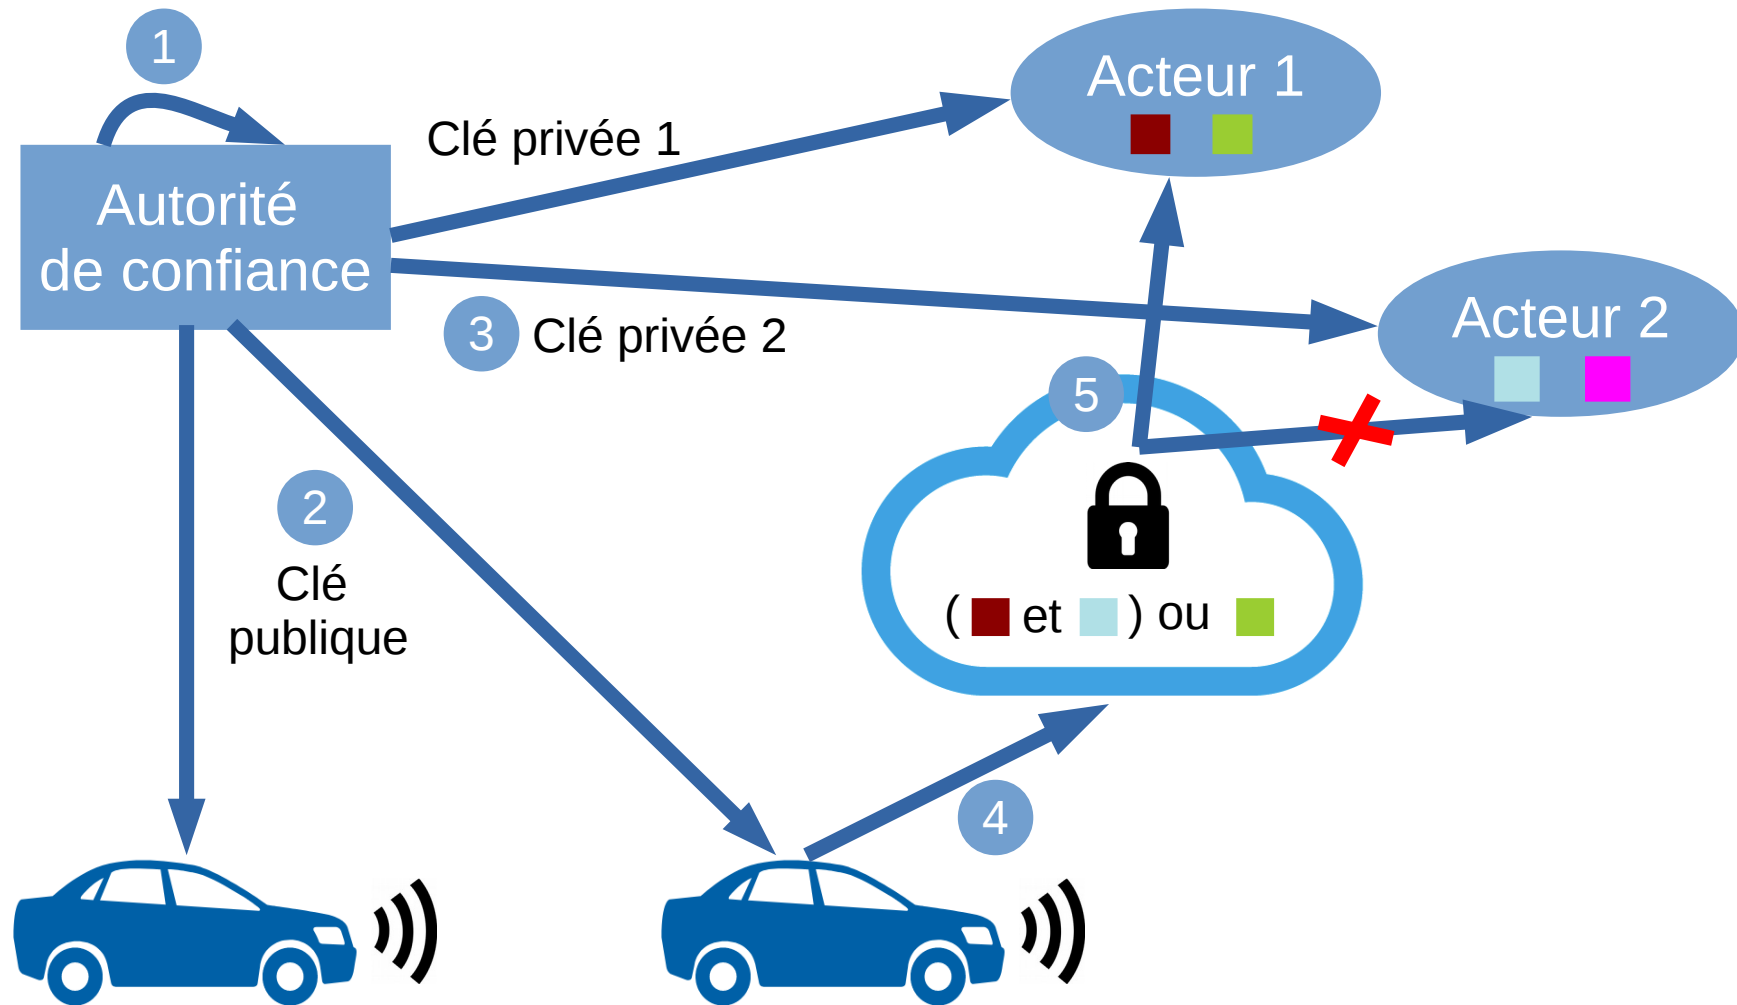 1
Acteur 1
Clé privée 1
Autorité
de confiance
Acteur 2
3 Clé privée 2
5
2
Clé
publique
( et ) ou
4